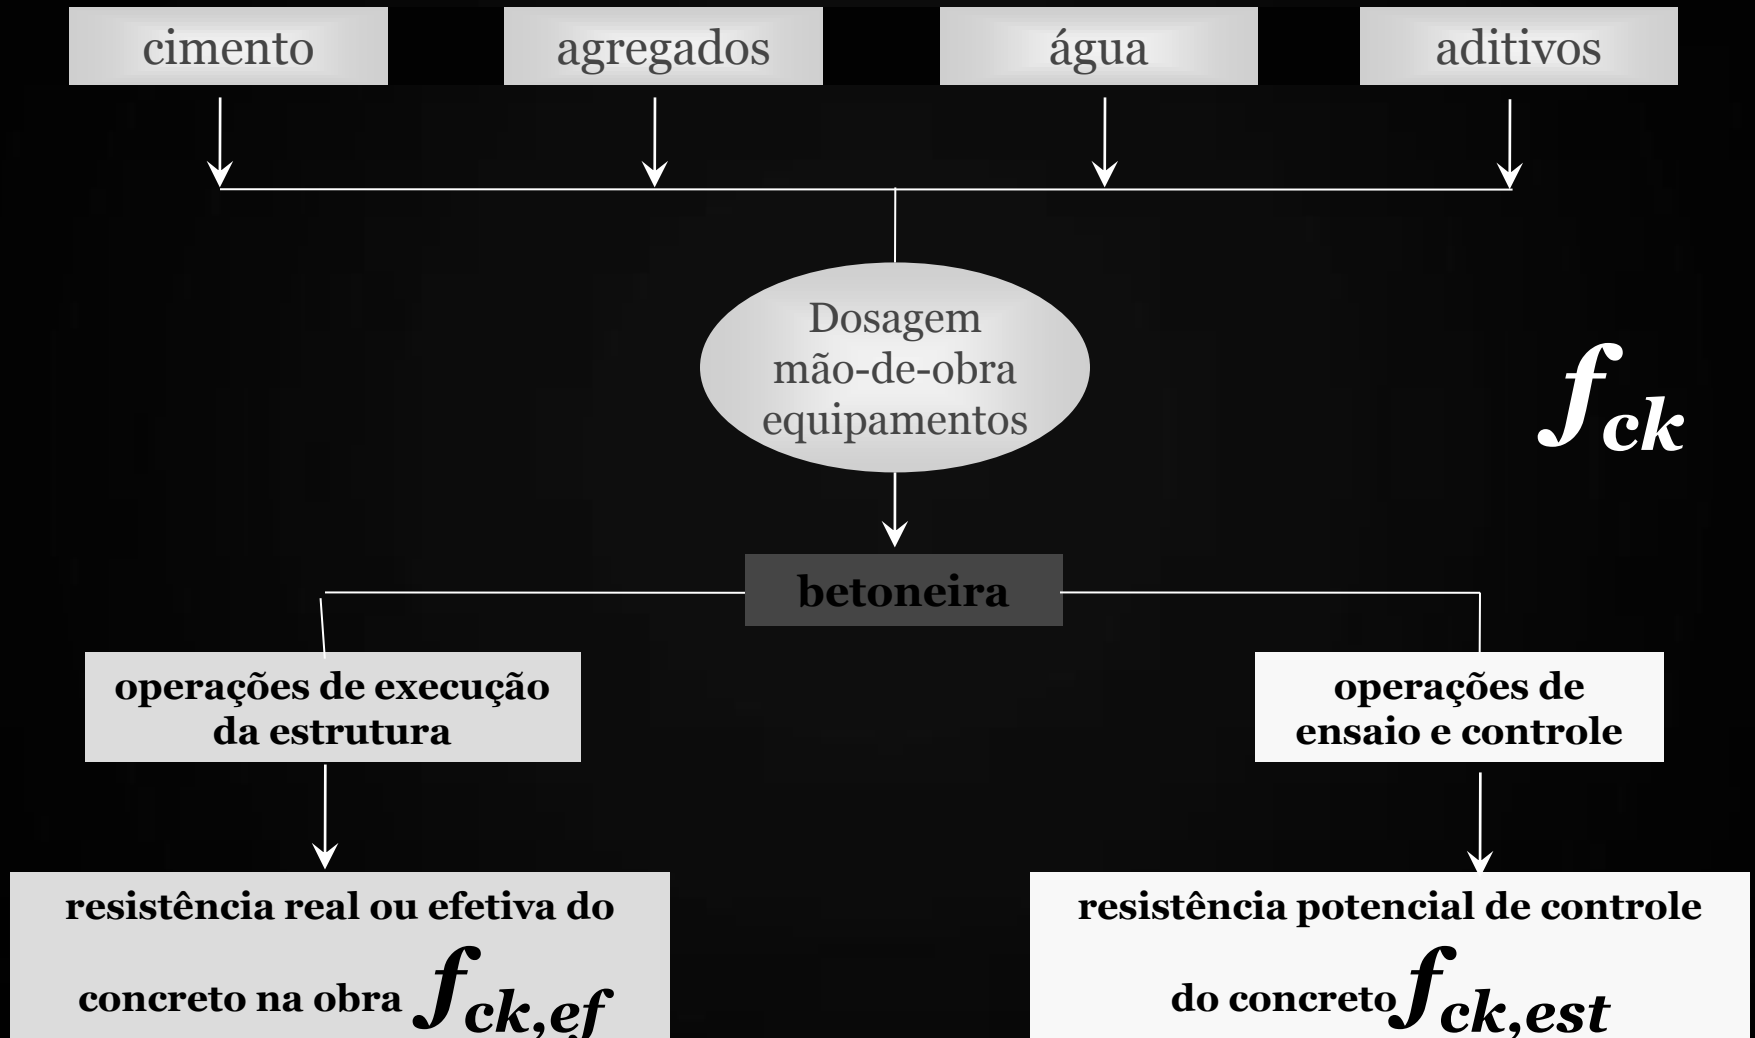 cimento
agregados
água
aditivos
Dosagem
mão-de-obra
equipamentos
fck
betoneira
operações de execução
da estrutura
operações de
ensaio e controle
resistência real ou efetiva do
concreto na obra fck,ef
resistência potencial de controle
do concreto fck,est